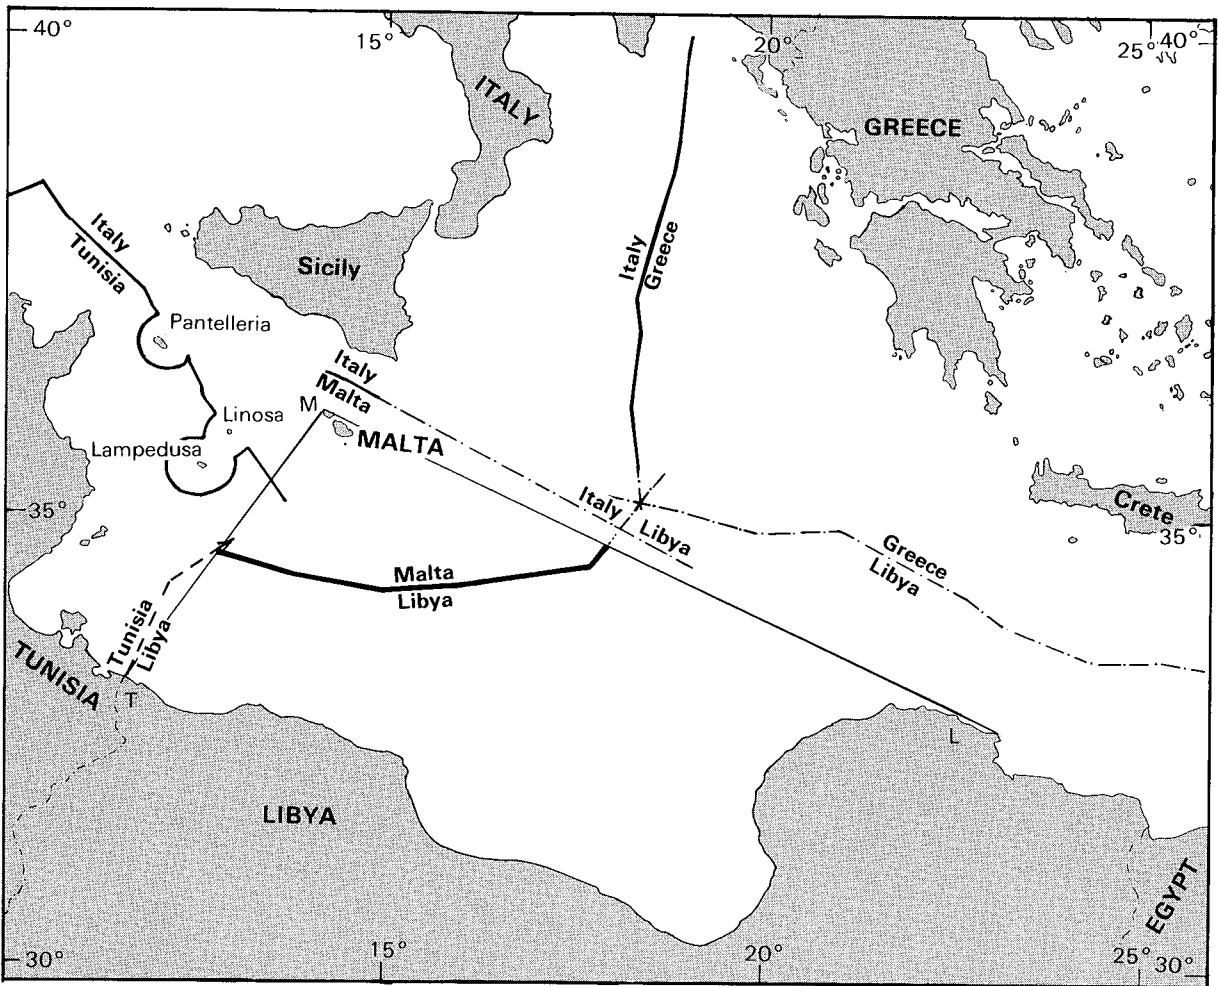 40°
15°
20°
25°
40°
ITALY
GREECE
Italy
Tunisia
Italy
Greece
Sicily
Pantelleria
Italy
Malta
M
Linosa
MALTA
Lampedusa
35°
Italy
Libya
Crete
35°
Greece
Libya
Malta
Libya
Tunisia
Libya
TUNISIA
T
L
LIBYA
EGYPT
30°
15°
20°
25°
30°